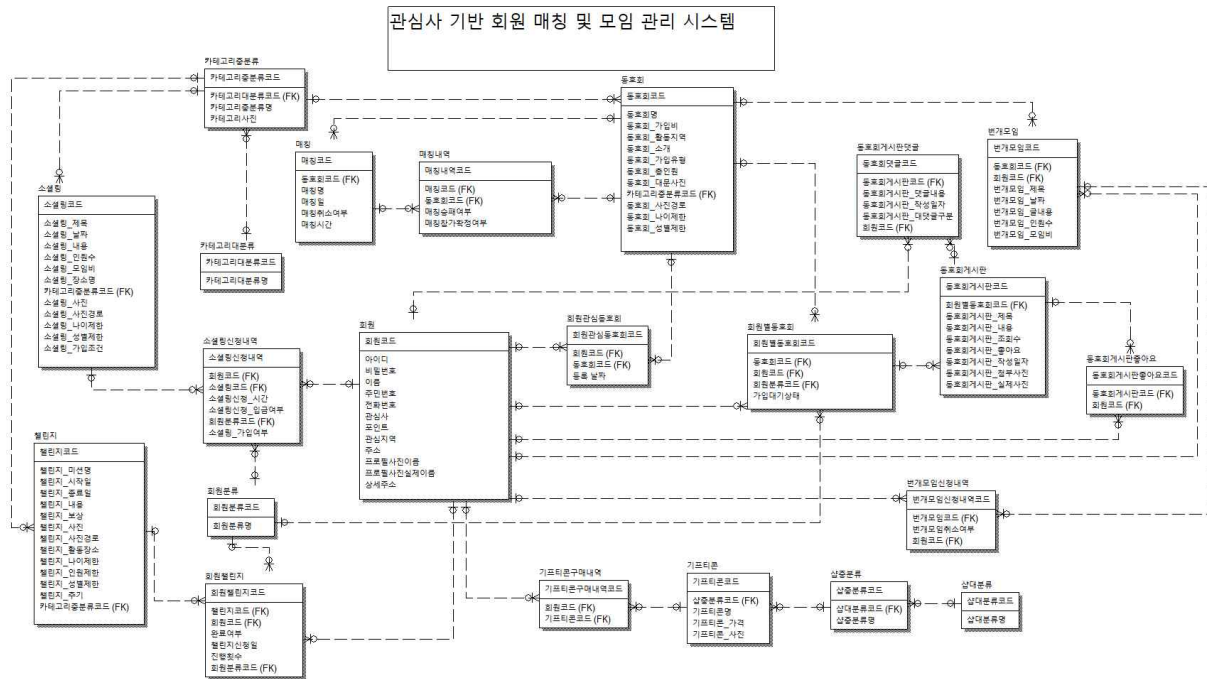 관심사 기반 회원 매칭 및 모임 관리 시스템
카테고리중분류
카테고리중분류코드
카테고리대분류코드 (FK)
카테고리중분류명
카테고리사진
동호회
동호회코드
동호회명
동호회_가입비
동호회_활동지역
동호회_소개
동호회_가입유형
동호회_총인원
동호회_대문사진
카테고리중분류코드 (FK)
동호회_사진경로
동호회_나이제한
동호회_성별제한
매칭
매칭코드
동호회코드 (FK)
매칭명
매칭일
매칭취소여부
매칭시간
매칭내역
매칭내역코드
매칭코드 (FK)
동호회코드 (FK)
매칭승패여부
매칭참가확정여부
동호회게시판댓글
동호회댓글코드
동호회게시판코드 (FK)
동호회게시판_댓글내용
동호회게시판_작성일자
동호회게시판_대댓글구분
회원코드 (FK)
번개모임
번개모임코드
동호회코드 (FK)
회원코드 (FK)
번개모임_제목
번개모임_날짜
번개모임_글내용
번개모임_인원수
번개모임_모임비
소셜링
소셜링코드
소셜링_제목
소셜링_날짜
소셜링_내용
소셜링_인원수
소셜링_모임비
소셜링_장소명
카테고리중분류코드 (FK)
소셜링_사진
소셜링_사진경로
소셜링_나이제한
소셜링_성별제한
소셜링_가입조건
카테고리대분류
카테고리대분류코드
카테고리대분류명
동호회게시판
동호회게시판코드
회원별동호회코드 (FK)
동호회게시판_제목
동호회게시판_내용
동호회게시판_조회수
동호회게시판_좋아요
동호회게시판_작성일자
동호회게시판_첨부사진
동호회게시판_실제사진
회원
회원코드
아이디
비밀번호
이름
주민번호
전화번호
관심사
포인트
관심지역
주소
프로필사진이름
프로필사진실제이름
상세주소
회원관심동호회
회원관심동호회코드
회원코드 (FK)
동호회코드 (FK)
등록 날짜
회원별동호회
회원별동호회코드
동호회코드 (FK)
회원코드 (FK)
회원분류코드 (FK)
가입대기상태
동호회게시판좋아요
동호회게시판좋아요코드
동호회게시판코드 (FK)
회원코드 (FK)
소셜링신청내역
소셜링신청내역
회원코드 (FK)
소셜링코드 (FK)
소셜링신청_시간
소셜링신청_입금여부
회원분류코드 (FK)
소셜링_가입여부
챌린지
챌린지코드
챌린지_미션명
챌린지_시작일
챌린지_종료일
챌린지_내용
챌린지_보상
챌린지_사진
챌린지_사진경로
챌린지_활동장소
챌린지_나이제한
챌린지_인원제한
챌린지_성별제한
챌린지_주기
카테고리중분류코드 (FK)
회원분류
회원분류코드
회원분류명
번개모임신청내역
번개모임신청내역코드
번개모임코드 (FK)
번개모임취소여부
회원코드 (FK)
회원챌린지
회원챌린지코드
챌린지코드 (FK)
회원코드 (FK)
완료여부
챌린지신청일
진행횟수
회원분류코드 (FK)
기프티콘구매내역
기프티콘구매내역코드
회원코드 (FK)
기프티콘코드 (FK)
기프티콘
기프티콘코드
샵중분류코드 (FK)
기프티콘명
기프티콘_가격
기프티콘_사진
샵중분류
샵중분류코드
샵대분류코드 (FK)
샵중분류명
샵대분류
샵대분류코드
샵대분류명